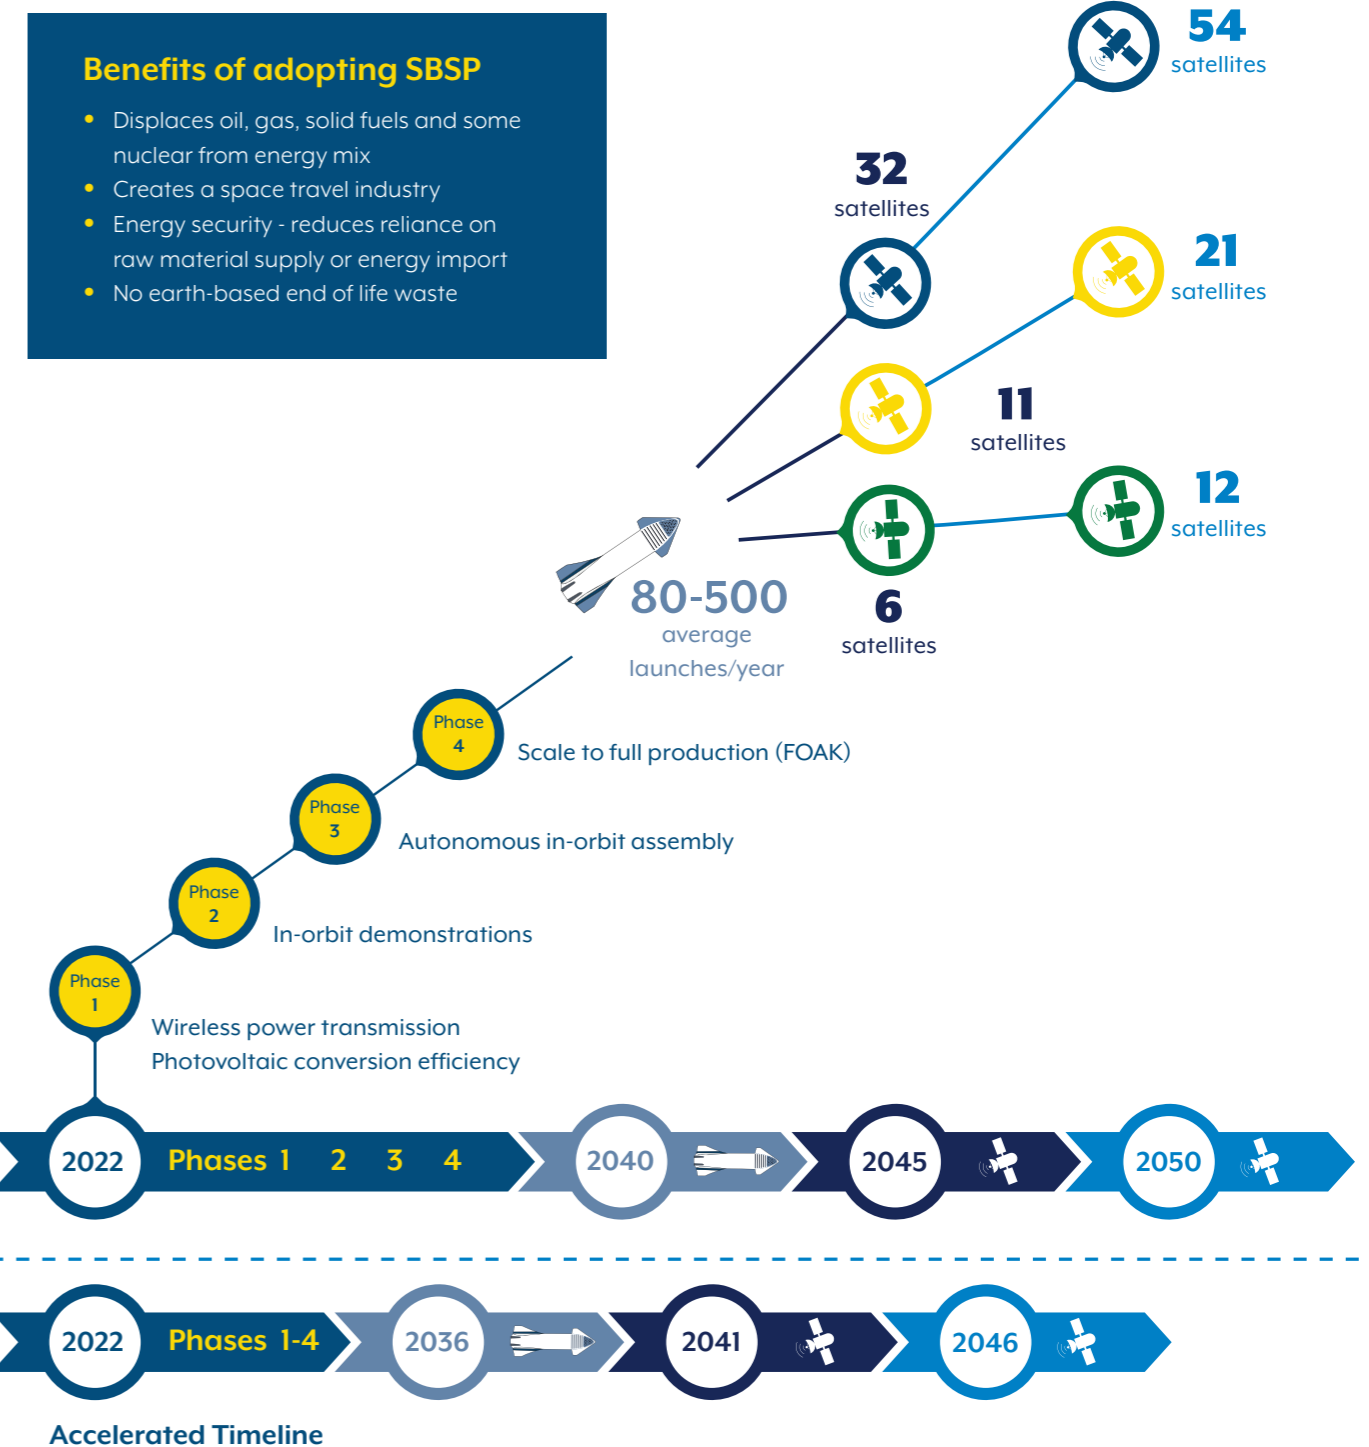 Benefits of adopting SBSP
• Displaces oil, gas, solid fuels and some
nuclear from energy mix
• Creates a space travel industry
• Energy security - reduces reliance on
raw material supply or energy import
• No earth-based end of life waste
54
satellites
32
satellites
21
satellites
11
satellites
12
satellites
6
satellites
80-500
average
launches/year
Phase
4
Scale to full production (FOAK)
Phase
3
Autonomous in-orbit assembly
Phase
2
In-orbit demonstrations
Phase
1
Wireless power transmission
Photovoltaic conversion efficiency
2022 Phases 1 2 3 4 2040 2045 2050
2022 Phases 1-4 2036 2041 2046
Accelerated Timeline